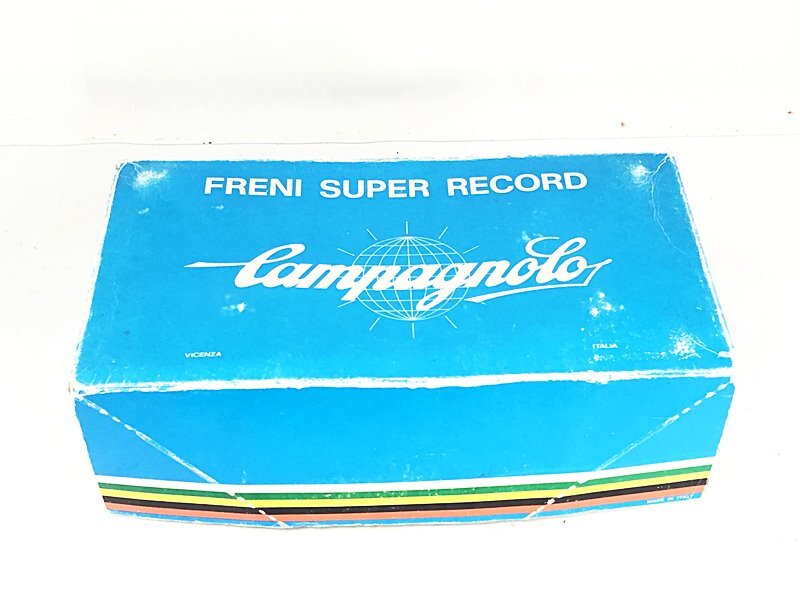 FRENI SUPER RECORD
Campagnolo
VICENZA ITALIA
MADE IN ITALY